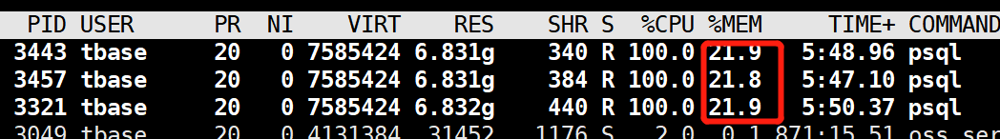 PID USER PR NI VIRT RES SHR S %CPU %MEM TIME+ COMMAND
3443 tbase 20 0 7585424 6.831g 340 R 100.0 21.9 5:48.96 psql
3457 tbase 20 0 7585424 6.831g 384 R 100.0 21.8 5:47.10 psql
3321 tbase 20 0 7585424 6.832g 440 R 100.0 21.9 5:50.37 psql
3049 tbase 20 0 4131384 31452 1176 S 2.0 0.1 871:15.51 oss_ser